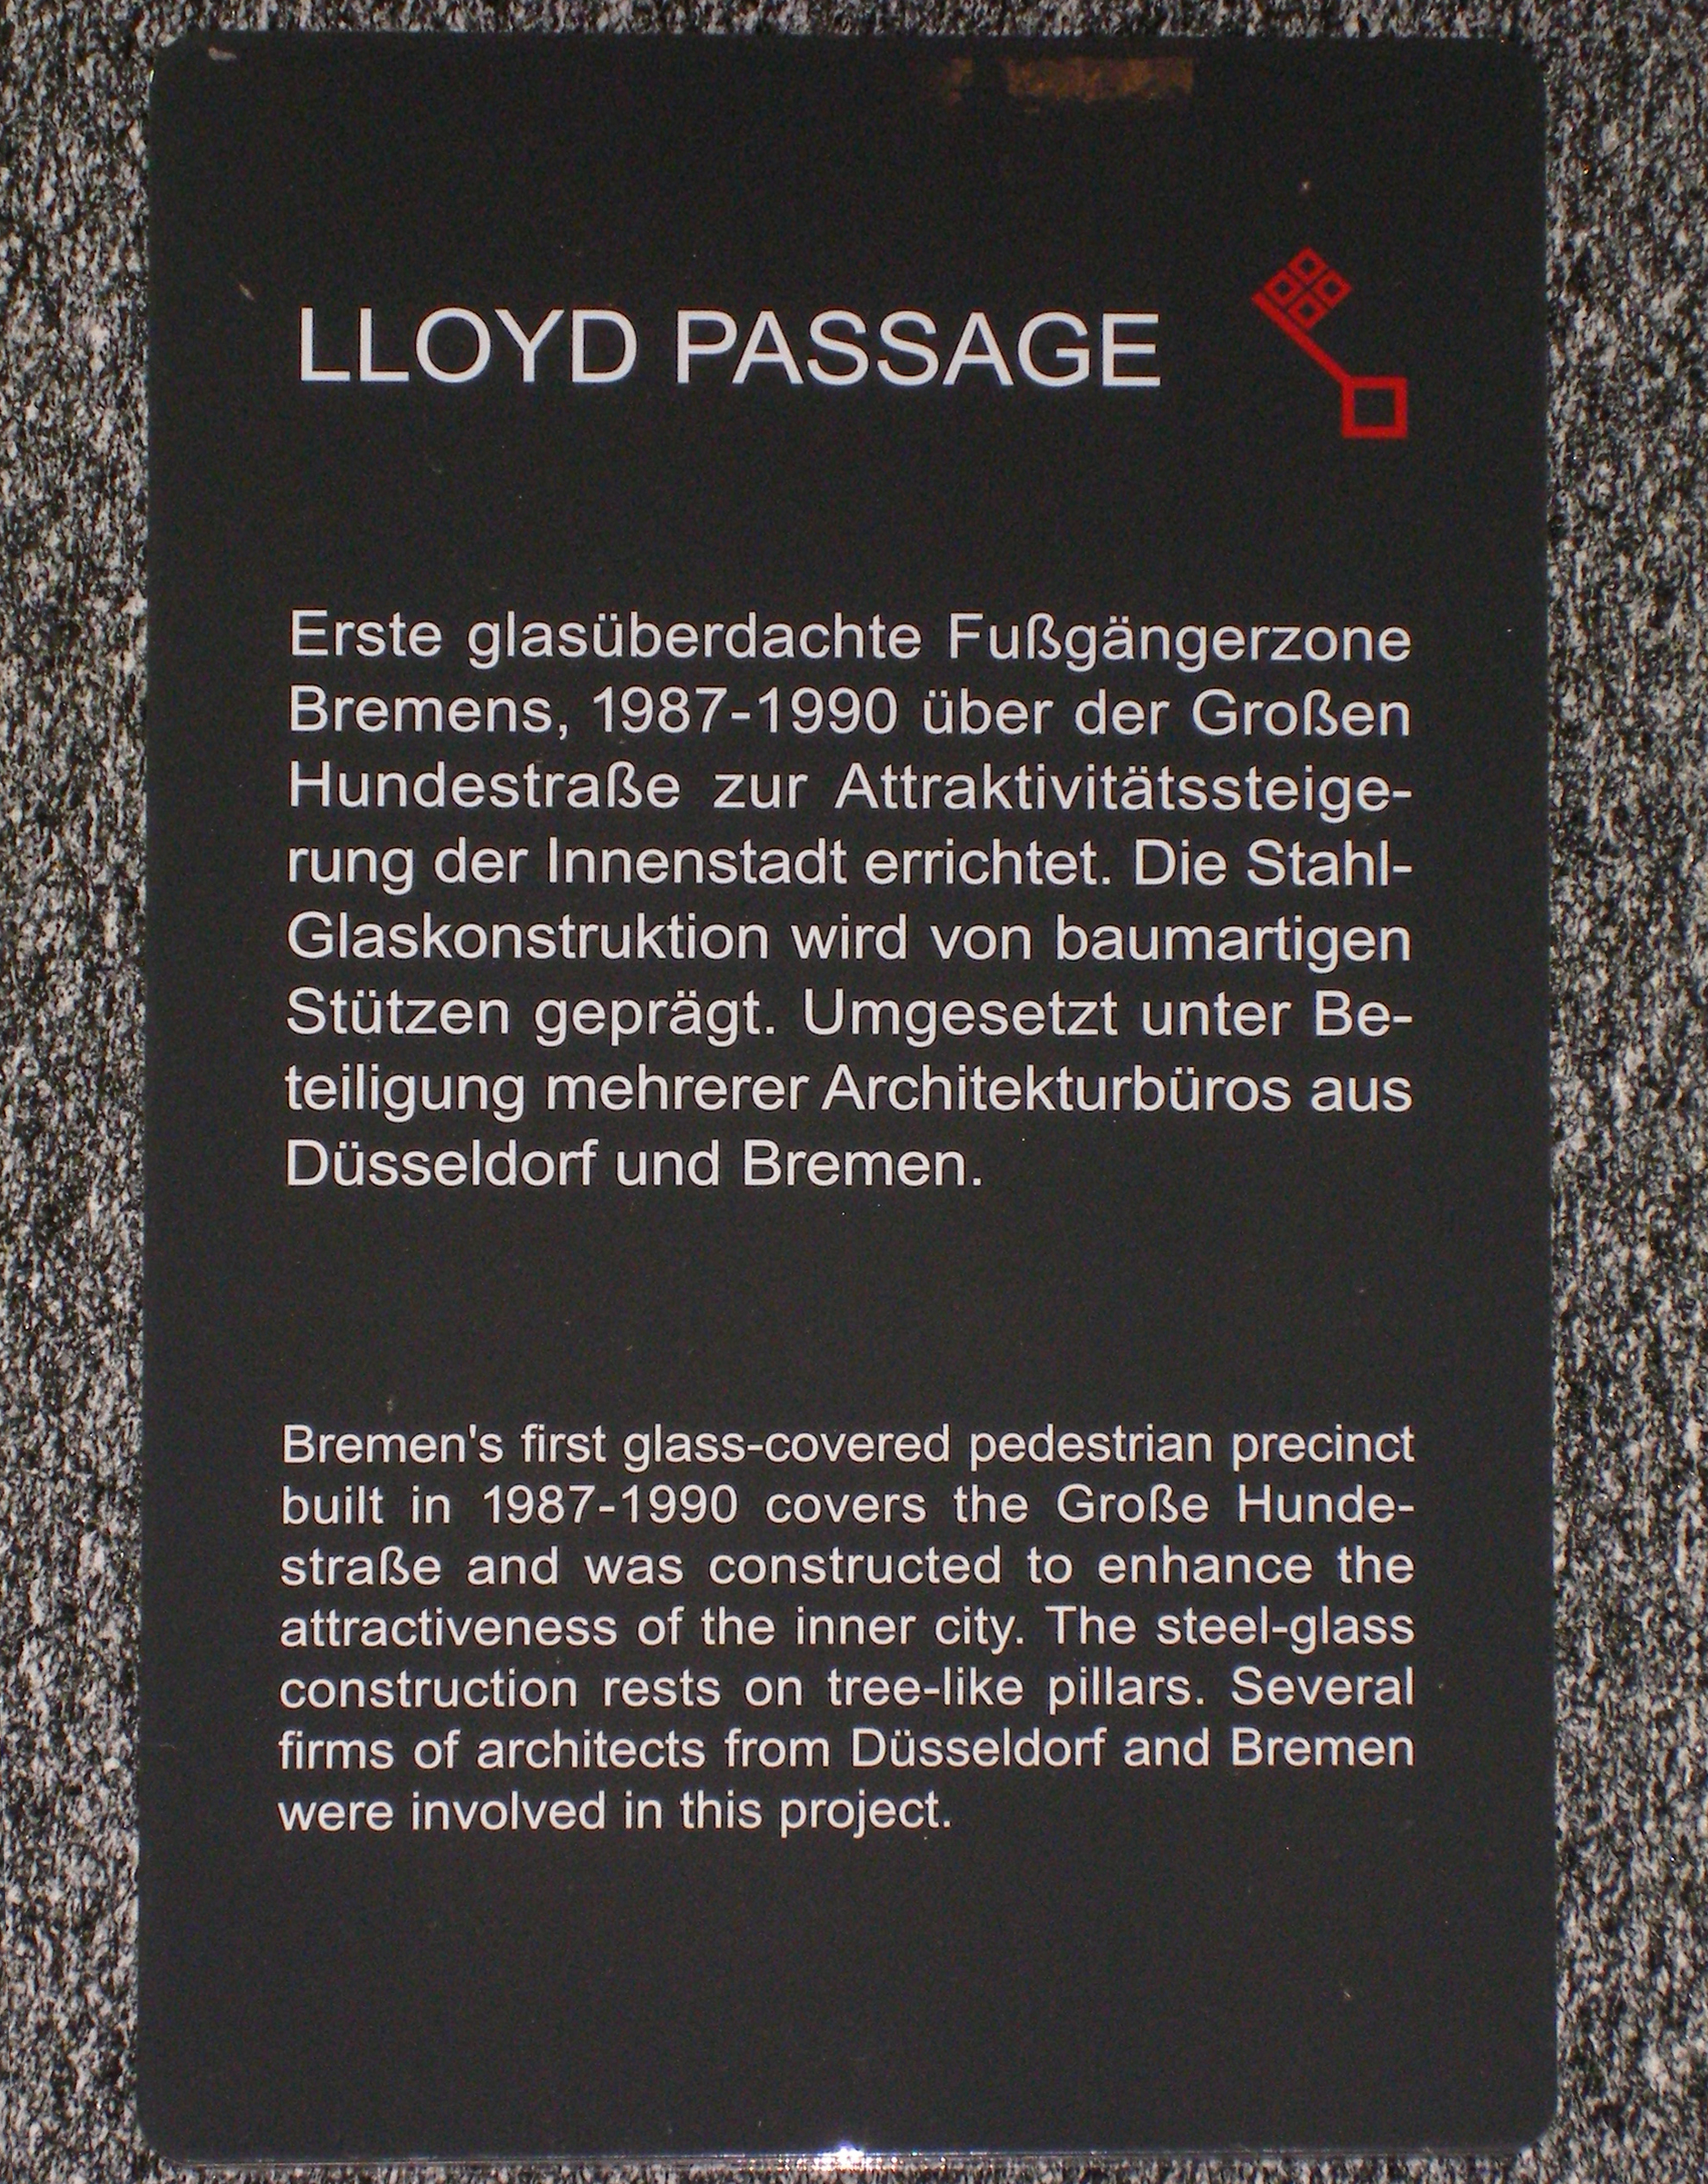 LLOYD PASSAGE
Erste glasüberdachte Fußgängerzone
Bremens, 1987-1990 über der Großen
Hundestraße zur Attraktivitätssteige-
rung der Innenstadt errichtet. Die Stahl-
Glaskonstruktion wird von baumartigen
Stützen geprägt. Umgesetzt unter Be-
teiligung mehrerer Architekturbüros aus
Düsseldorf und Bremen.
Bremen's first glass-covered pedestrian precinct
built in 1987-1990 covers the Große Hunde-
straße and was constructed to enhance the
attractiveness of the inner city. The steel-glass
construction rests on tree-like pillars. Several
firms of architects from Düsseldorf and Bremen
were involved in this project.